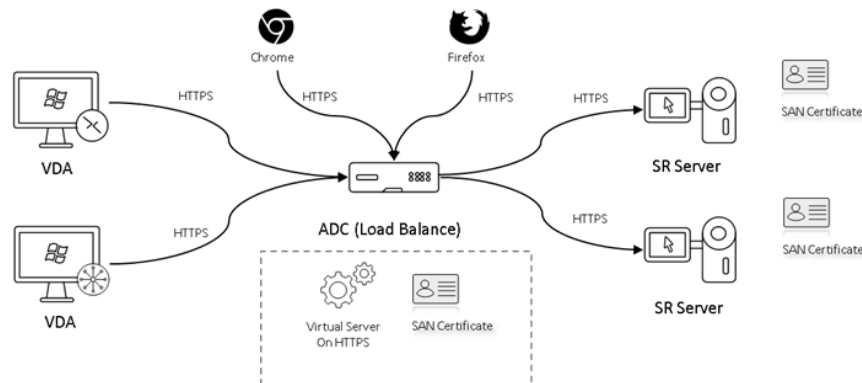 Chrome
Firefox
HTTPS
HTTPS
HTTPS
HTTPS
SAN Certificate
VDA
SR Server
HTTPS
HTTPS
SAN Certificate
ADC (Load Balance)
VDA
SR Server
Virtual Server
On HTTPS
SAN Certificate